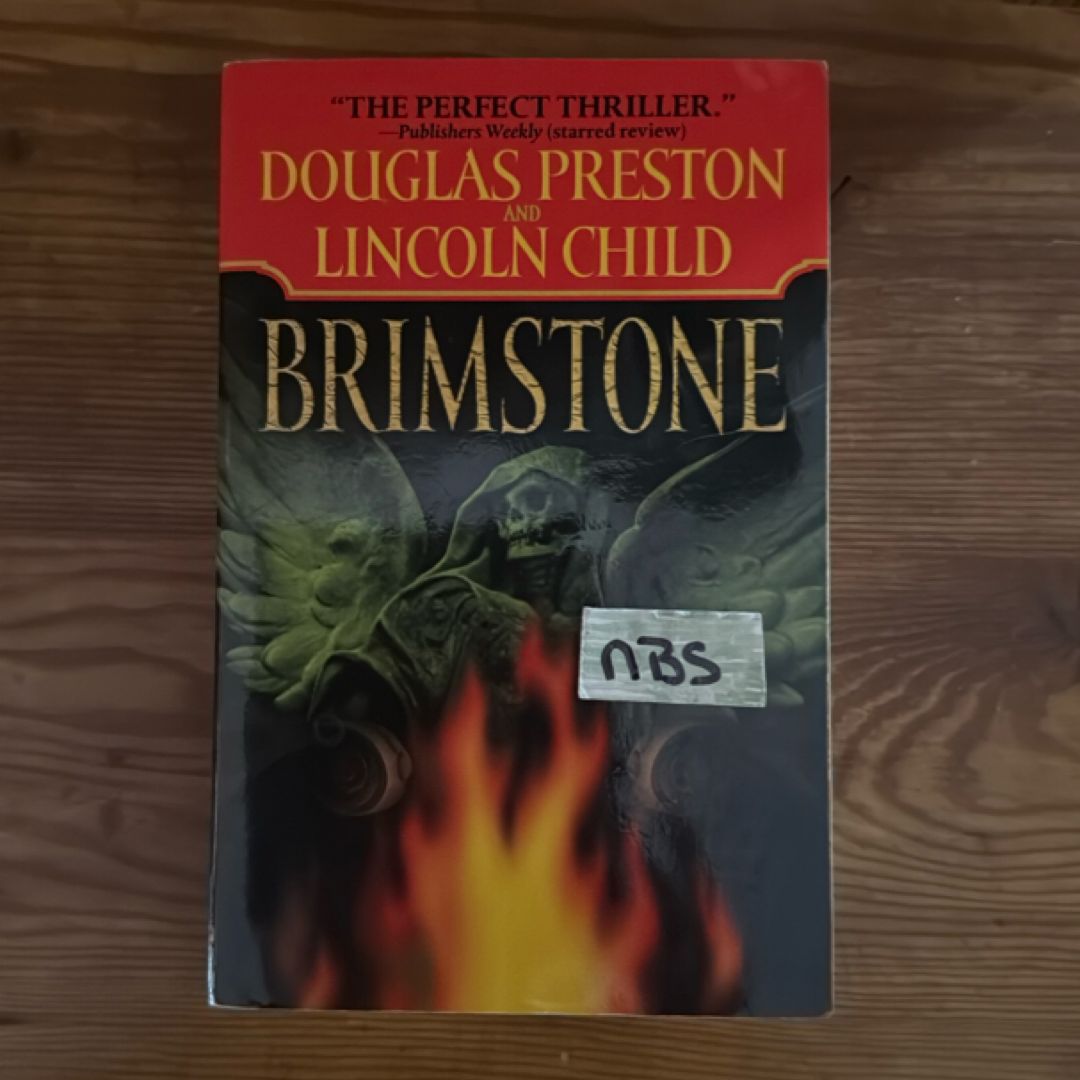 “THE PERFECT THRILLER.”
—Publishers Weekly (starred review)
DOUGLAS PRESTON
AND
LINCOLN CHILD
BRIMSTONE
nBS